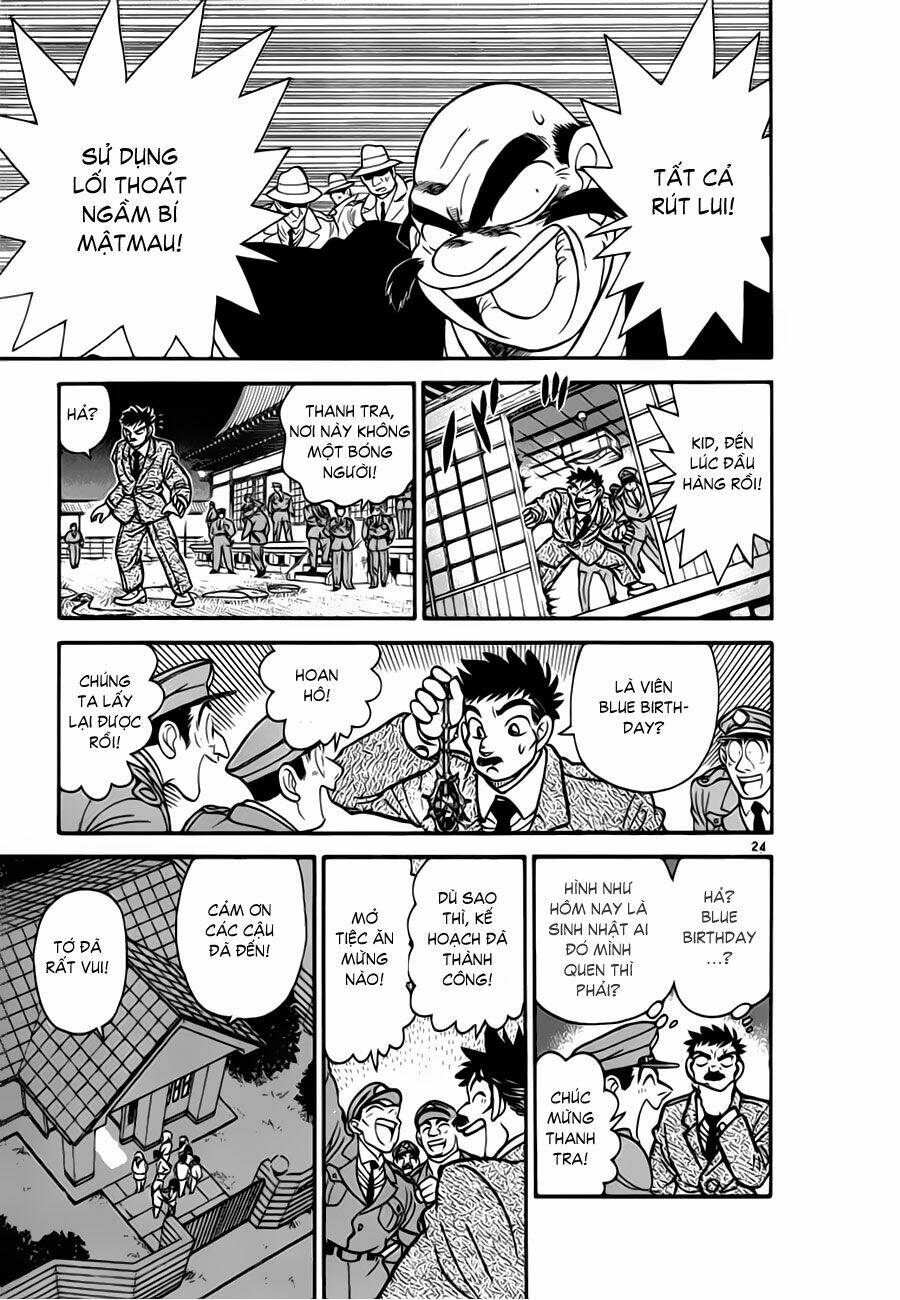 TẤT CẢ
RÚT LUI!
SỬ DỤNG
LỐI THOÁT
NGẦM BÍ
MẬTMAU!
KID, ĐẾN
LÚC ĐẦU
HÀNG RỒI!
THANH TRA,
NƠI NÀY KHÔNG
MỘT BÓNG
NGƯỜI!
HẢ?
LÀ VIÊN
BLUE BIRTH-
DAY?
HOAN
HÔ!
CHÚNG
TA LẤY
LẠI ĐƯỢC
RỒI!
24
HẢ?
BLUE
BIRTHDAY
...?
HÌNH NHƯ
HÔM NAY LÀ
SINH NHẬT AI
ĐÓ MÌNH
QUEN THÌ
PHẢI?
CHÚC
MỪNG
THANH
TRA!
DÙ SAO
THÌ, KẾ
HOẠCH ĐÃ
THÀNH
CÔNG!
MỞ
TIỆC ĂN
MỪNG
NÀO!
CẢM ƠN
CÁC CẬU
ĐÃ ĐẾN!
TỚ ĐÃ
RẤT VUI!